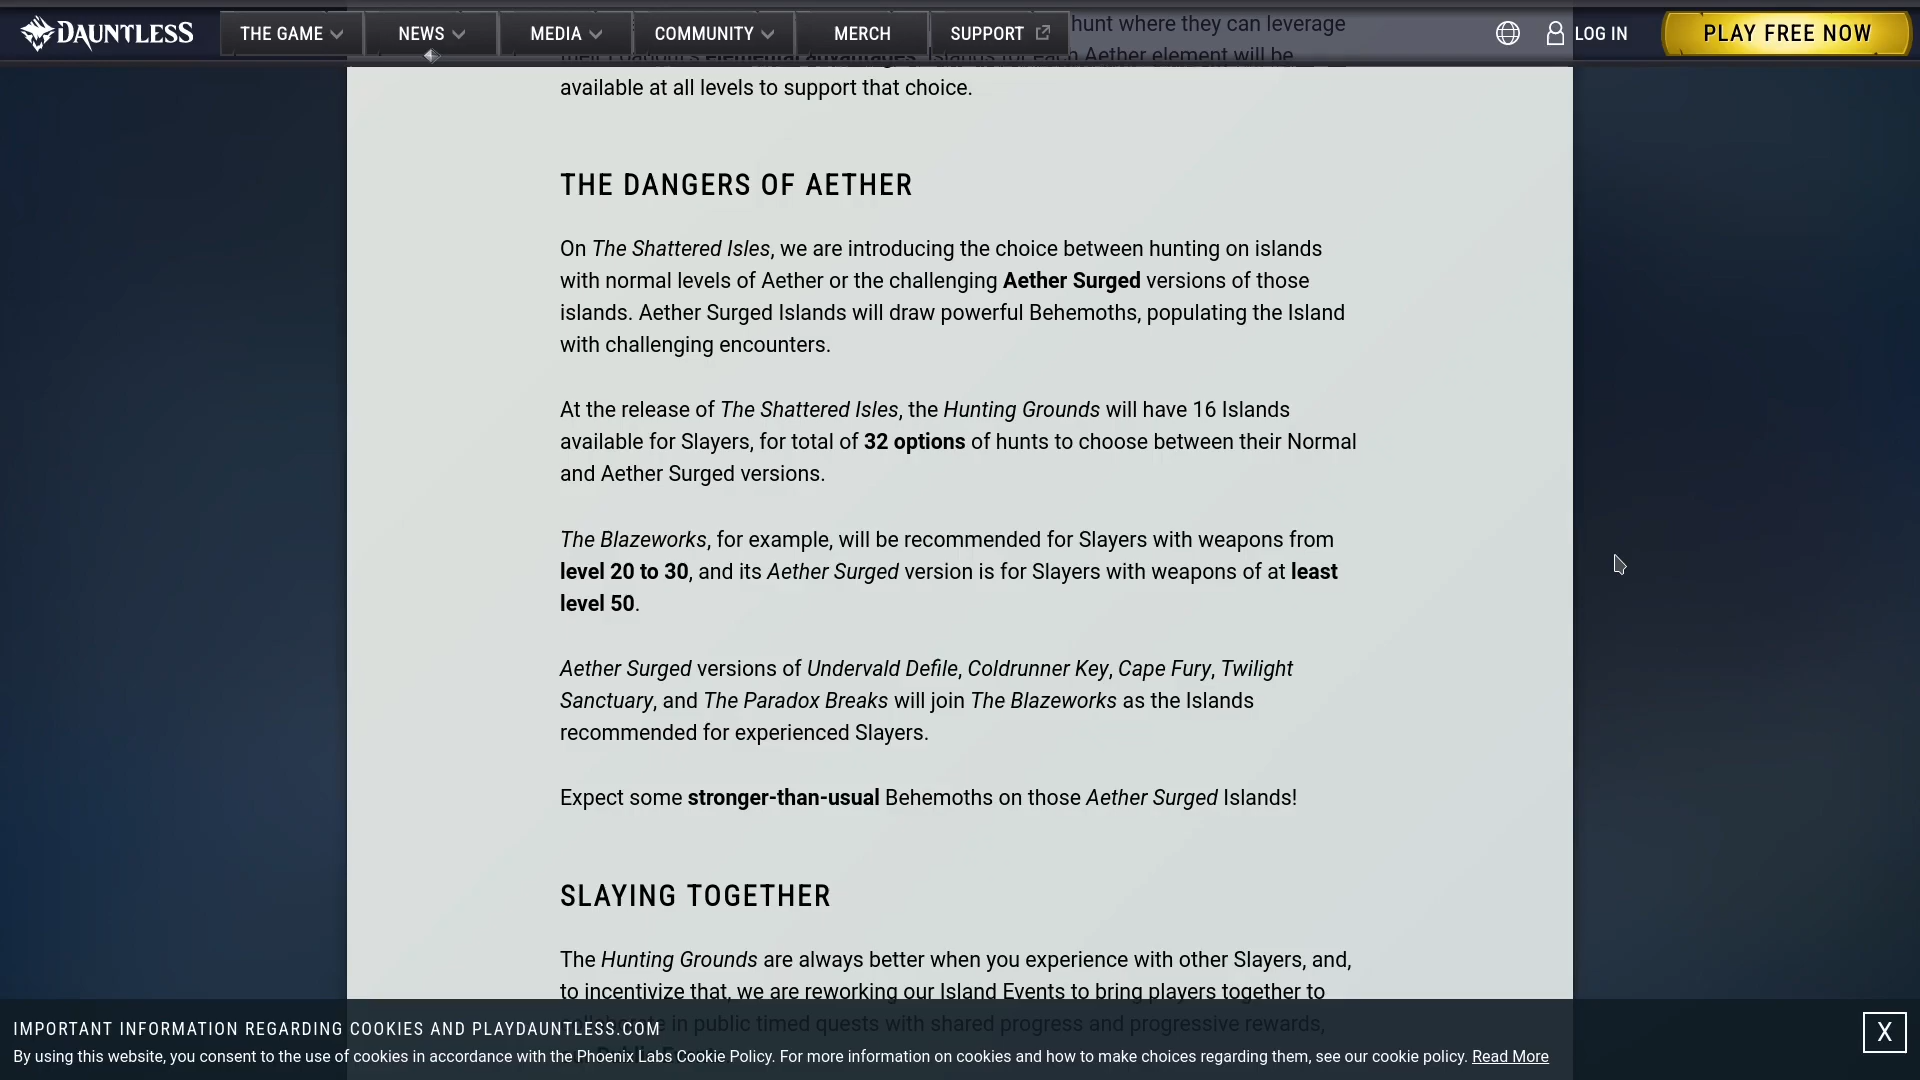 DAUNTLESS
THE GAME
NEWS
MEDIA
COMMUNITY
MERCH
SUPPORT
LOG IN
PLAY FREE NOW
hunt where they can leverage
their Loadout's elemental advantages. Islands for each Aether element will be
available at all levels to support that choice.
THE DANGERS OF AETHER
On The Shattered Isles, we are introducing the choice between hunting on islands
with normal levels of Aether or the challenging Aether Surged versions of those
islands. Aether Surged Islands will draw powerful Behemoths, populating the Island
with challenging encounters.
At the release of The Shattered Isles, the Hunting Grounds will have 16 Islands
available for Slayers, for total of 32 options of hunts to choose between their Normal
and Aether Surged versions.
The Blazeworks, for example, will be recommended for Slayers with weapons from
level 20 to 30, and its Aether Surged version is for Slayers with weapons of at least
level 50.
Aether Surged versions of Undervald Defile, Coldrunner Key, Cape Fury, Twilight
Sanctuary, and The Paradox Breaks will join The Blazeworks as the Islands
recommended for experienced Slayers.
Expect some stronger-than-usual Behemoths on those Aether Surged Islands!
SLAYING TOGETHER
The Hunting Grounds are always better when you experience with other Slayers, and,
to incentivize that, we are reworking our Island Events to bring players together to
collaborate in public timed quests with shared progress and progressive rewards,
IMPORTANT INFORMATION REGARDING COOKIES AND PLAYDAUNTLESS.COM
By using this website, you consent to the use of cookies in accordance with the Phoenix Labs Cookie Policy. For more information on cookies and how to make choices regarding them, see our cookie policy. Read More
X